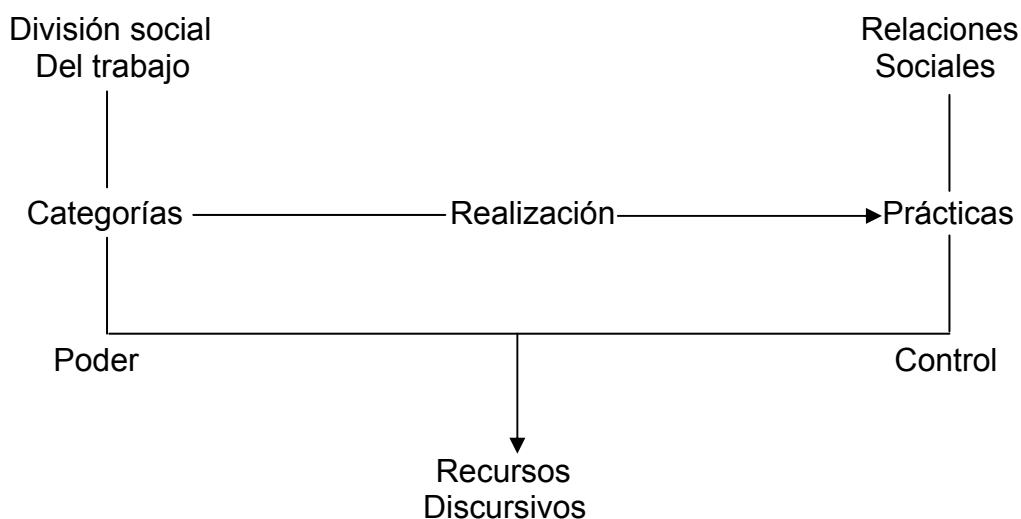 División social
Del trabajo
Relaciones
Sociales
Categorías
Realización
Prácticas
Poder
Control
Recursos
Discursivos